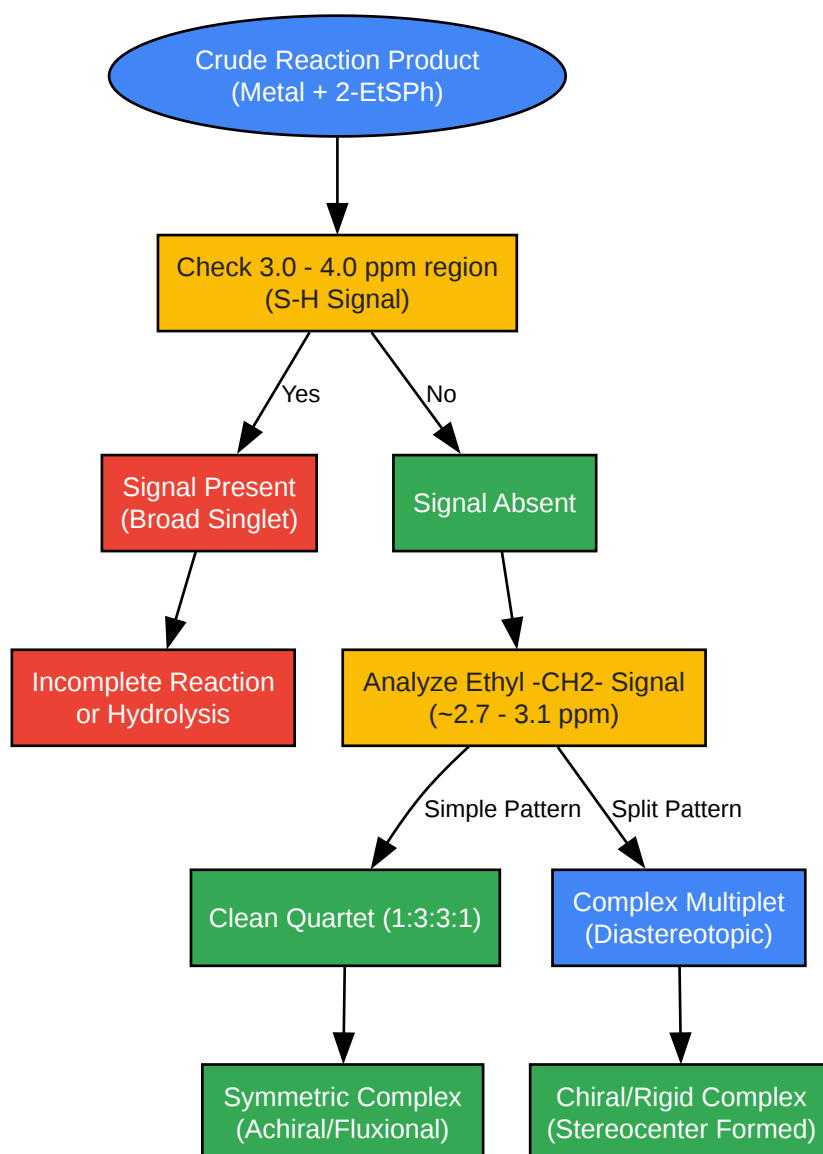 Crude Reaction Product
(Metal + 2-EtSPh)
Check 3.0 - 4.0 ppm region
(S-H Signal)
Yes
No
Signal Present
(Broad Singlet)
Signal Absent
Incomplete Reaction
or Hydrolysis
Analyze Ethyl -CH2- Signal
(~2.7 - 3.1 ppm)
Simple Pattern
Split Pattern
Clean Quartet (1:3:3:1)
Complex Multiplet
(Diastereotopic)
Symmetric Complex
(Achiral/Fluxional)
Chiral/Rigid Complex
(Stereocenter Formed)